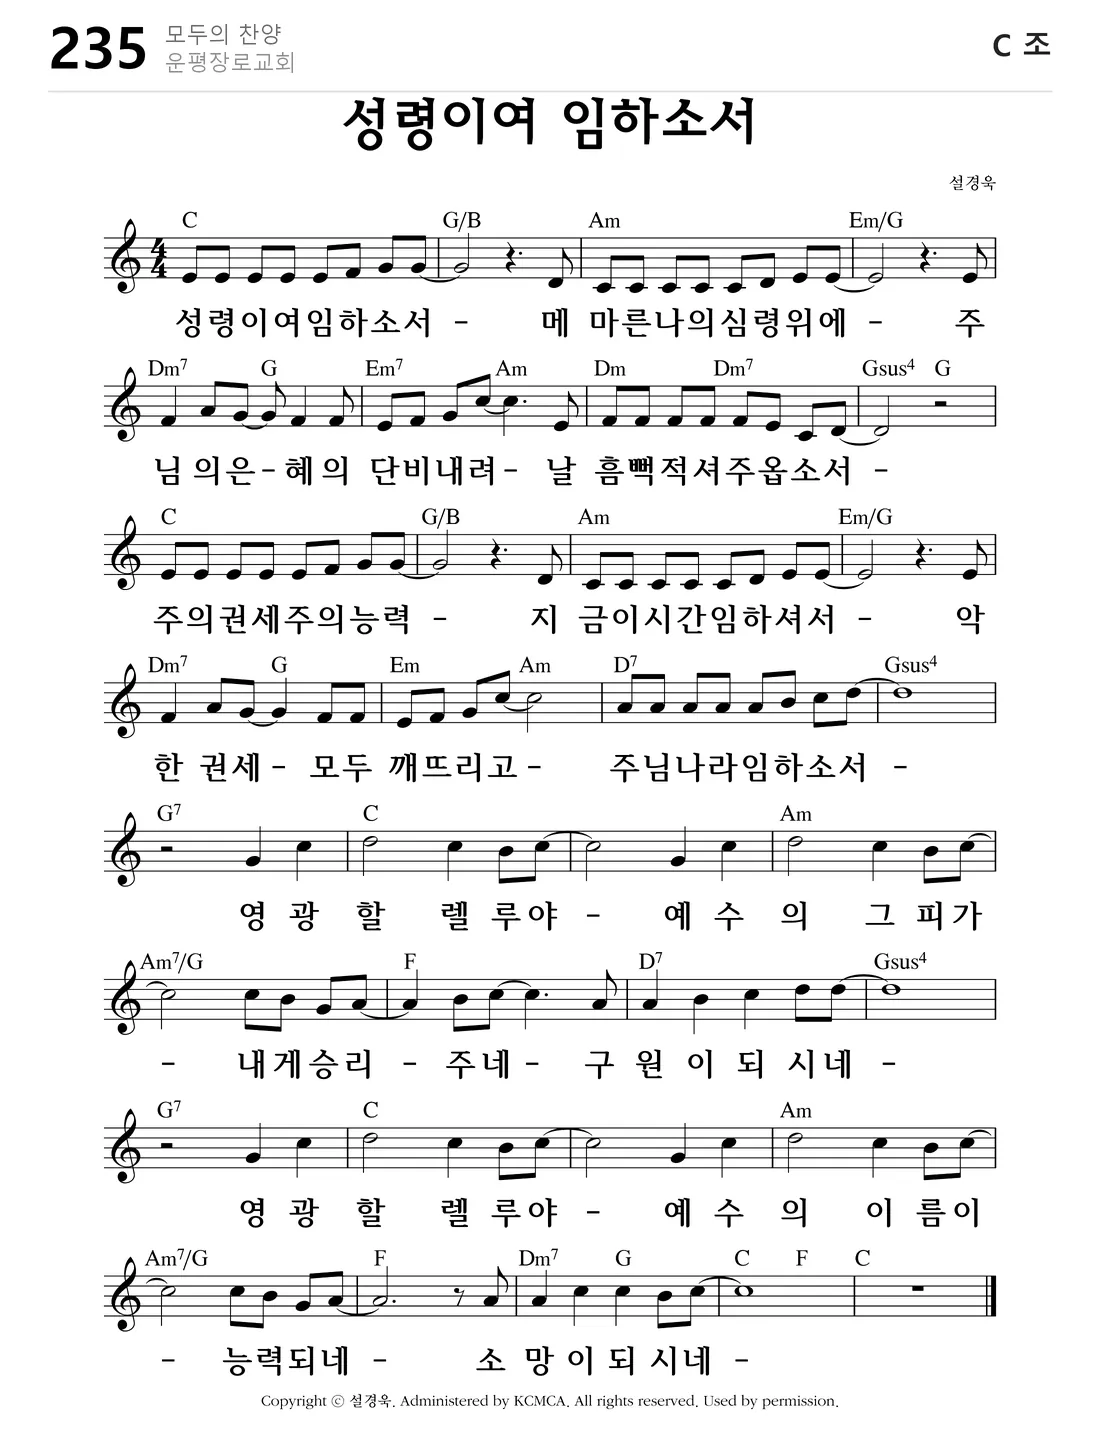 235
모두의 찬양
운평장로교회
C 조
성령이여 임하소서
설경욱
C G/B Am Em/G
성령이여임하소서 - 메 마른나의심령위에 - 주
Dm7 G Em7 Am Dm Dm7 Gsus4 G
님 의은 - 혜의 단비내려 - 날 흠뻑적셔주옵소서 -
C G/B Am Em/G
주의권세주의능력 - 지 금이시간임하셔서 - 악
Dm7 G Em Am D7 Gsus4
한 권세 - 모두 깨뜨리고 - 주님나라임하소서 -
G7 C Am
영 광 할 렐 루야 - 예 수 의 그 피가
Am7/G F D7 Gsus4
- 내게승리 - 주네 - 구 원 이 되 시네 -
G7 C Am
영 광 할 렐 루야 - 예 수 의 이 름이
Am7/G F Dm7 G C F C
- 능력되네 - 소 망 이 되 시네 -
Copyright ⓒ 설경욱. Administered by KCMCA. All rights reserved. Used by permission.